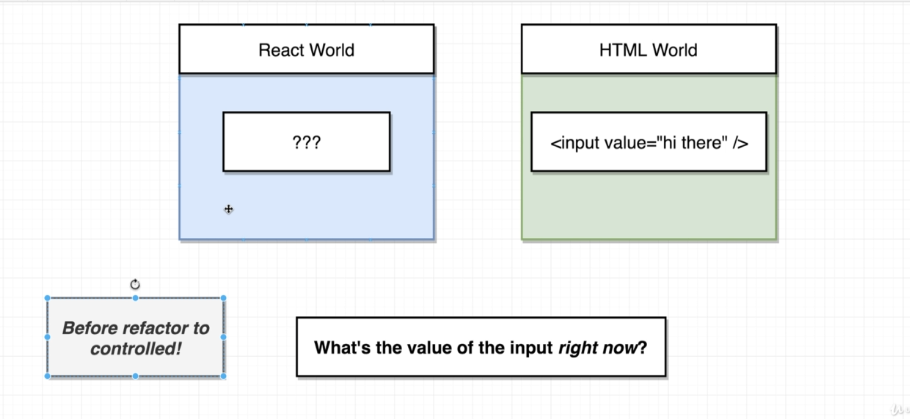 React World
HTML World
???
<input value="hi there" />
Before refactor to
controlled!
What's the value of the input right now?